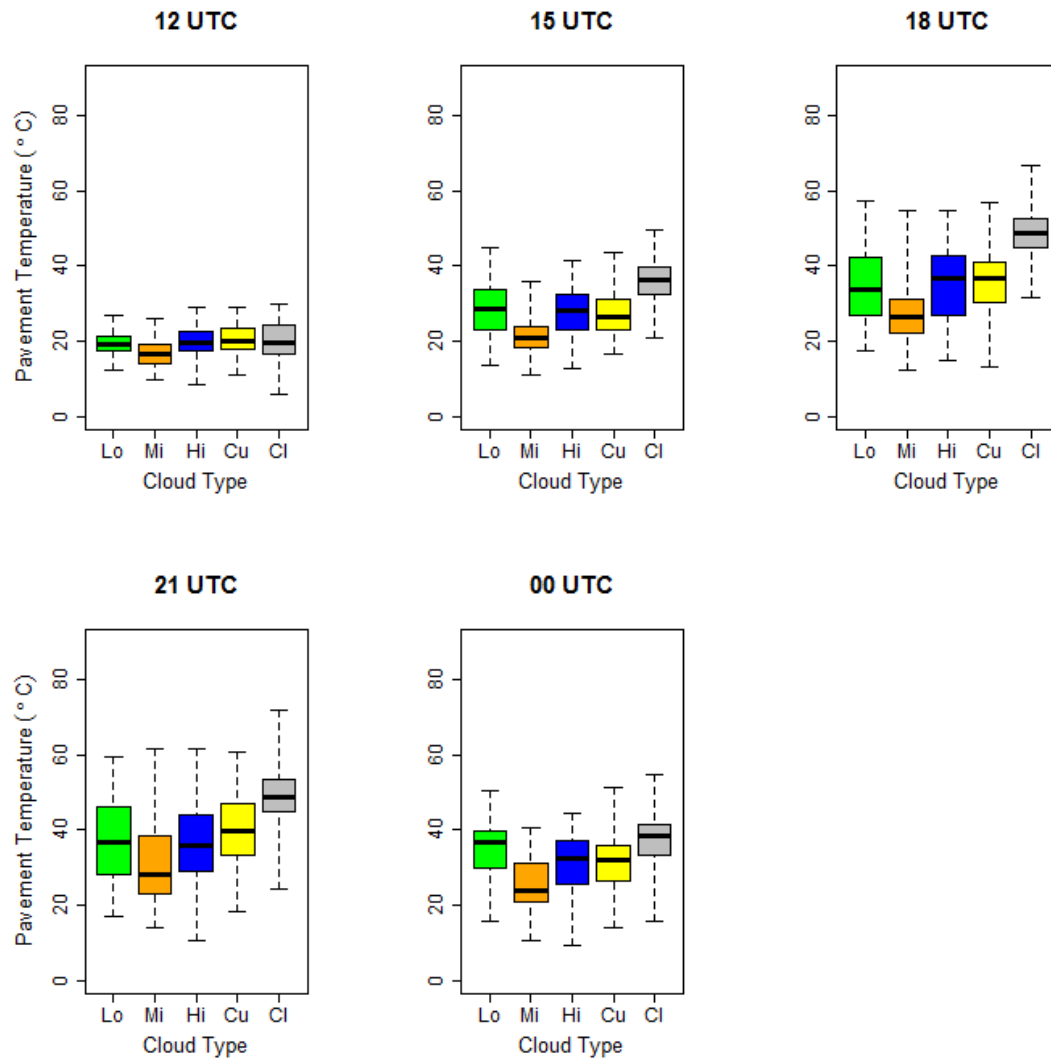 12 UTC
15 UTC
18 UTC
Pavement Temperature ( ° C)
80
60
40
20
0
Lo Mi Hi Cu Cl
Cloud Type
80
60
40
20
0
Lo Mi Hi Cu Cl
Cloud Type
80
60
40
20
0
Lo Mi Hi Cu Cl
Cloud Type
21 UTC
00 UTC
Pavement Temperature ( ° C)
80
60
40
20
0
Lo Mi Hi Cu Cl
Cloud Type
80
60
40
20
0
Lo Mi Hi Cu Cl
Cloud Type